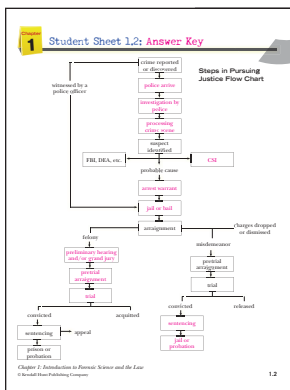 Chapter
1
Student Sheet 1.2: Answer Key
Steps in Pursuing
Justice Flow Chart
crime reported
or discovered
witnessed by a
police officer
police arrive
investigation by
police
processing
crime scene
suspect
identified
FBI, DEA, etc.
CSI
probable cause
arrest warrant
jail or bail
arraignment
charges dropped
or dismissed
felony
misdemeanor
preliminary hearing
and/or grand jury
pretrial
arraignment
trial
pretrial
arraignment
trial
convicted
acquitted
convicted
released
sentencing
appeal
prison or
probation
sentencing
jail or
probation
Chapter 1: Introduction to Forensic Science and the Law
© Kendall Hunt Publishing Company
1.2